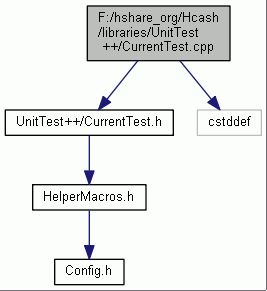 F:/hshare_org/Hcash
/libraries/UnitTest
++/CurrentTest.cpp
UnitTest++/CurrentTest.h
cstddef
HelperMacros.h
Config.h